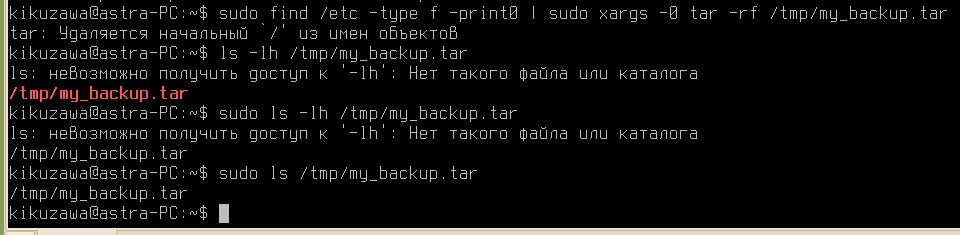 kikuzawa@astra-PC:~$ sudo find /etc -type f -print0 | sudo xargs -0 tar -rf /tmp/my_backup.tar
tar: Удаляется начальный `/' из имен объектов
kikuzawa@astra-PC:~$ ls –lh /tmp/my_backup.tar
ls: невозможно получить доступ к '–lh': Нет такого файла или каталога
/tmp/my_backup.tar
kikuzawa@astra-PC:~$ sudo ls –lh /tmp/my_backup.tar
ls: невозможно получить доступ к '–lh': Нет такого файла или каталога
/tmp/my_backup.tar
kikuzawa@astra-PC:~$ sudo ls /tmp/my_backup.tar
/tmp/my_backup.tar
kikuzawa@astra-PC:~$